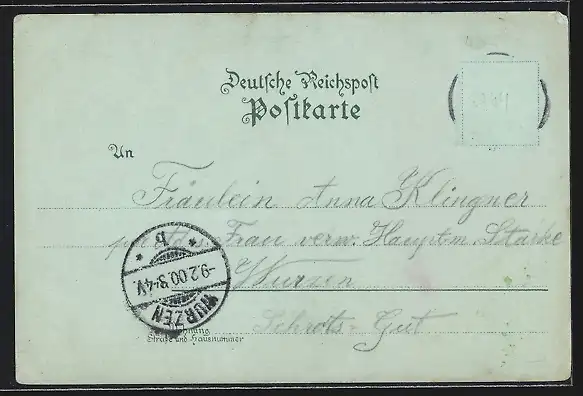 Deutsche Reichspost
Postkarte
An
Fräulein Anna Klingner
Frau verw. Hauptm. Starke
Wurzen
Schrots-Gut
WURZEN
-9.2.00.3-4V.
* b *
Straße und Hausnummer